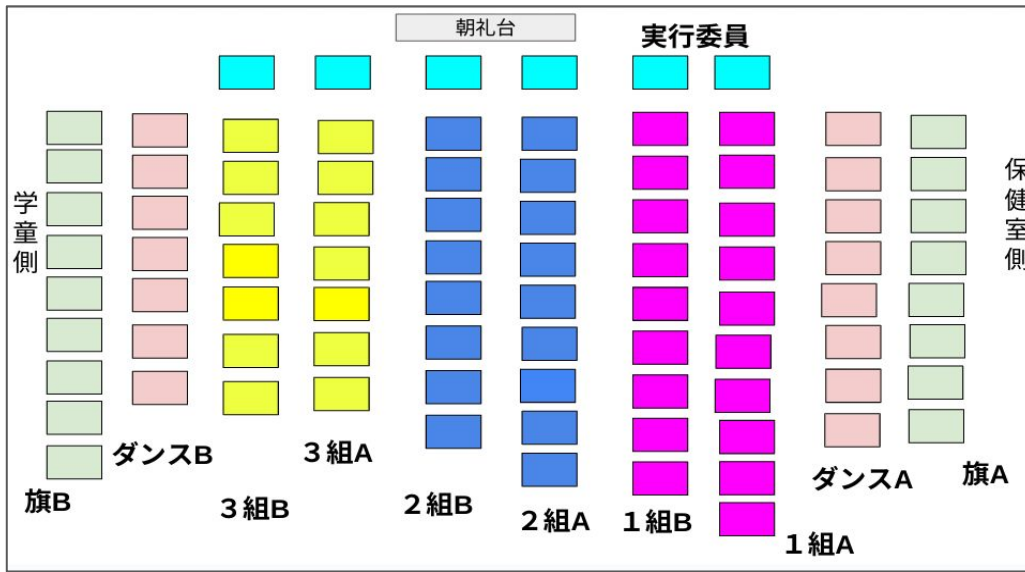 朝礼台
実行委員
学童側
保健室側
ダンスB
３組A
ダンスA
旗A
旗B
３組B
２組B
２組A
１組B
１組A